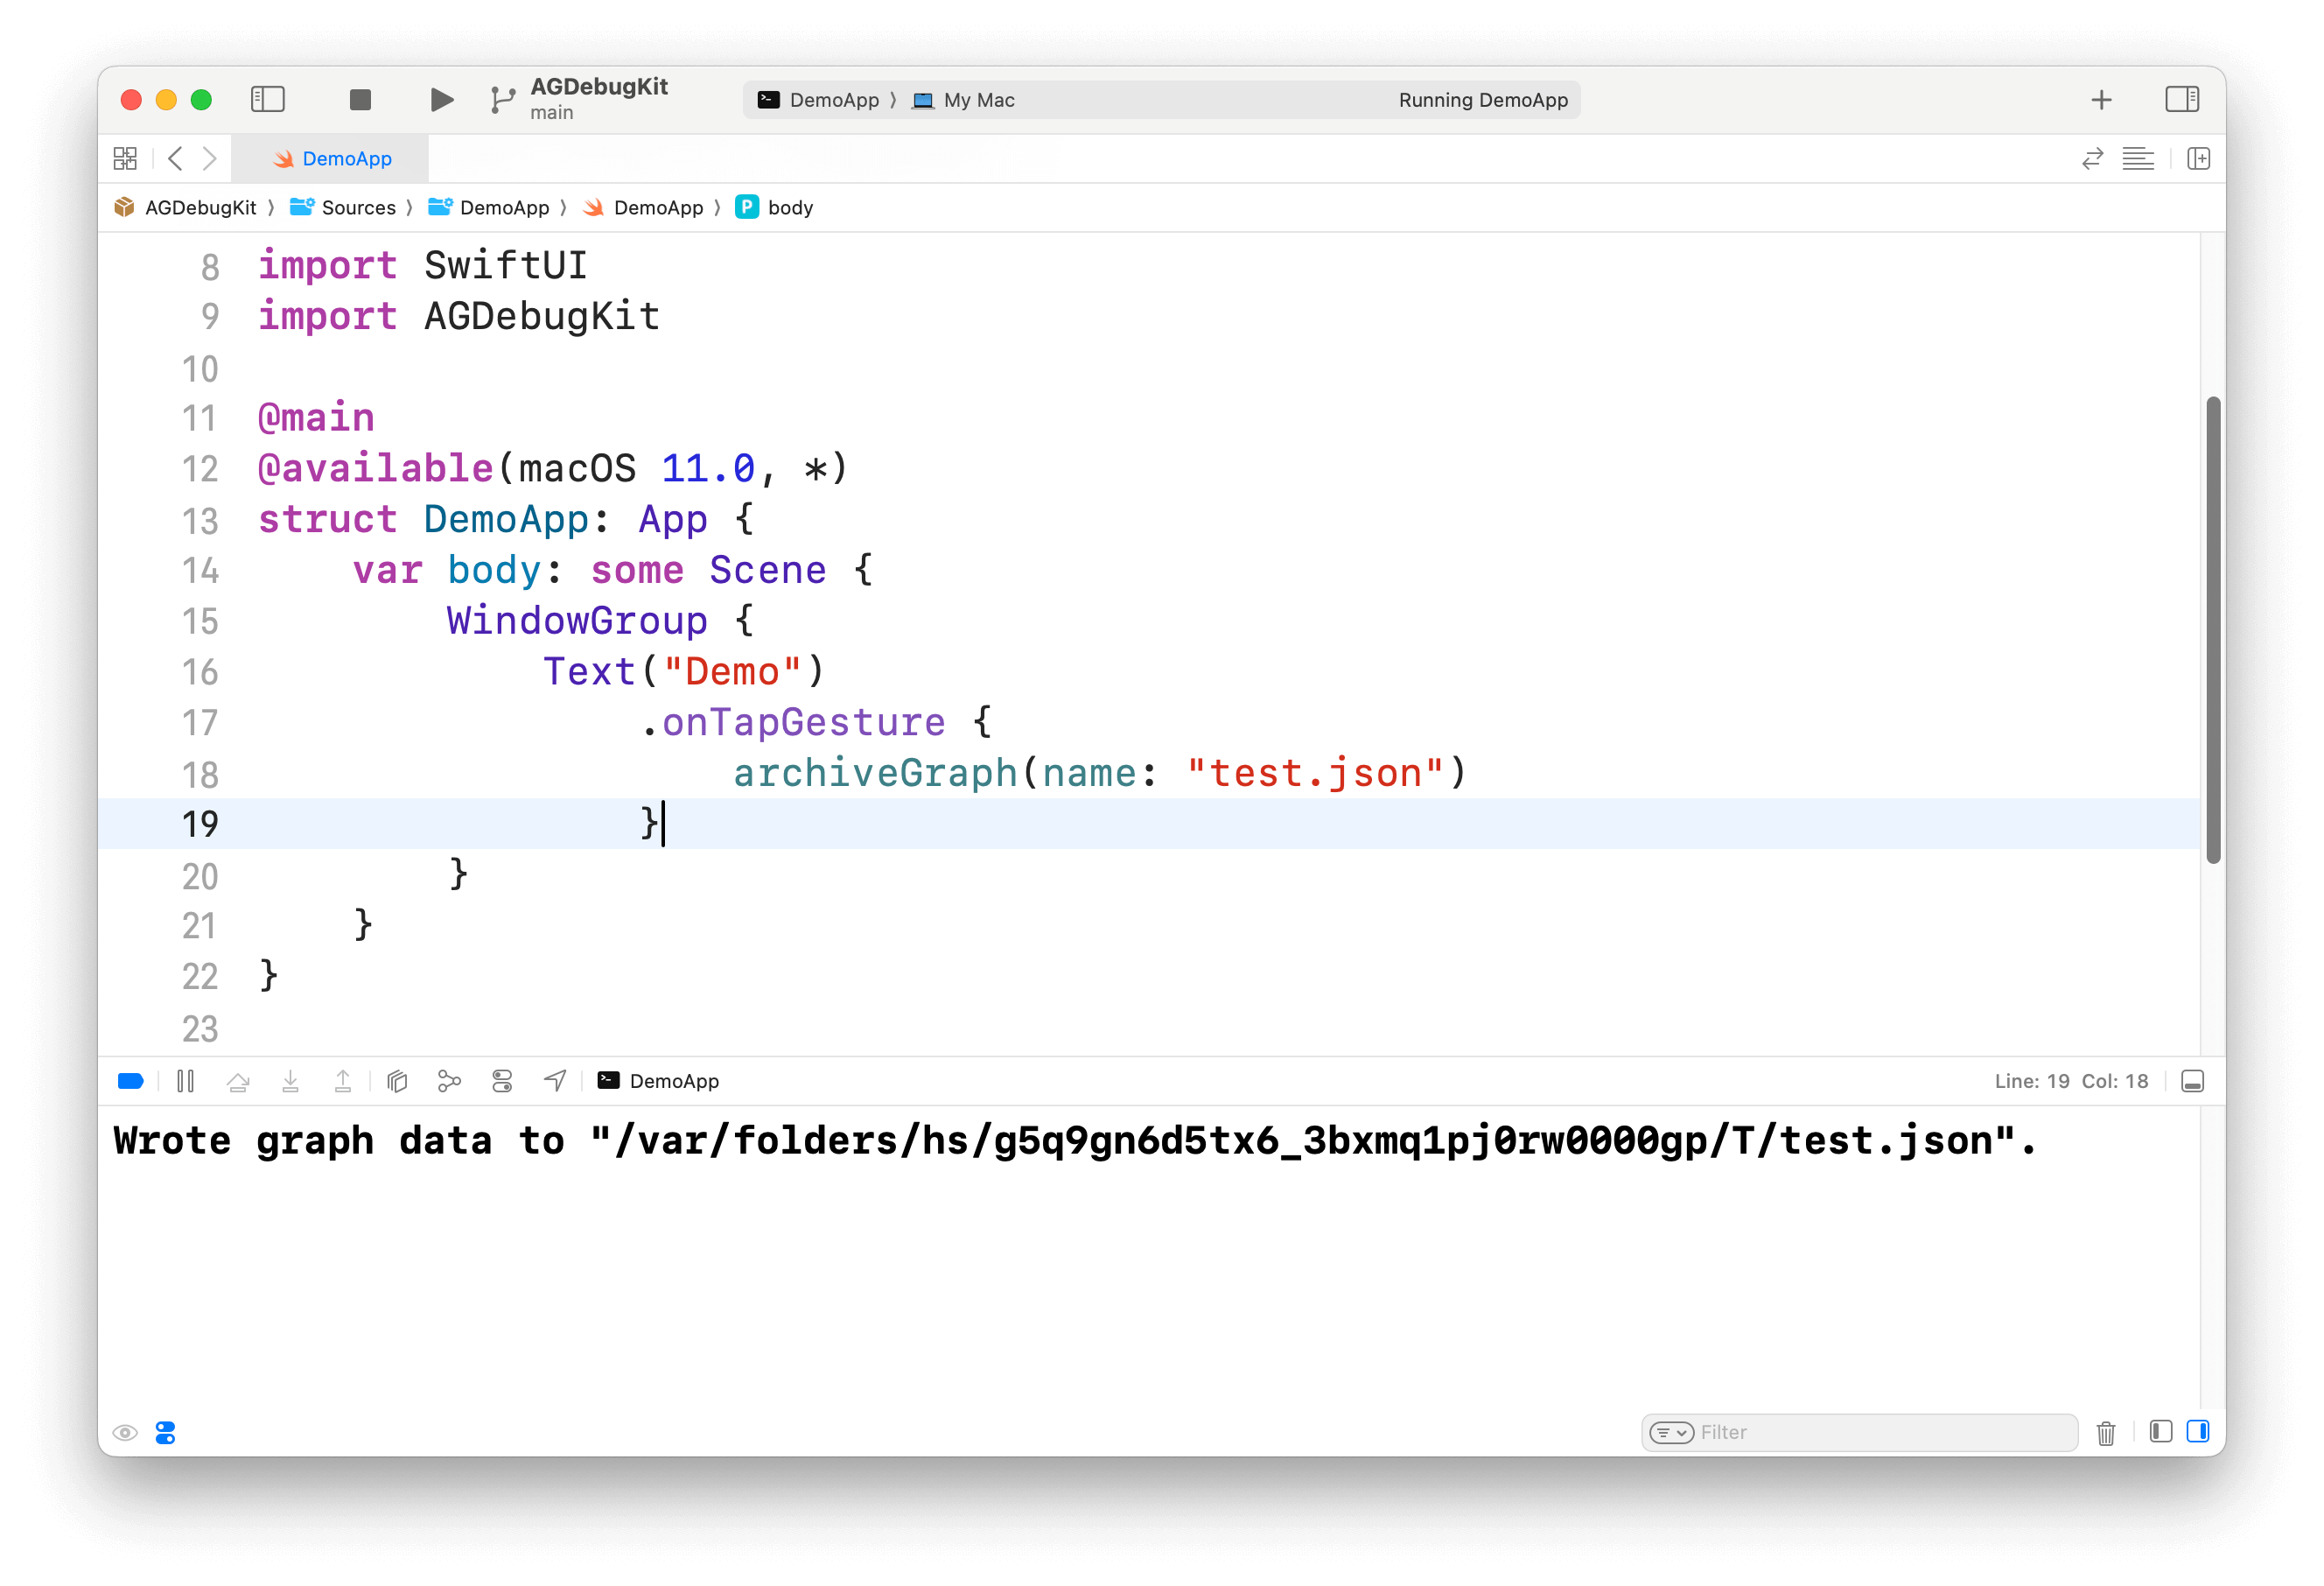 AGDebugKit
main
DemoApp 〉 My Mac
Running DemoApp
DemoApp
AGDebugKit 〉 Sources 〉 DemoApp 〉 DemoApp 〉 P body
8 import SwiftUI
9 import AGDebugKit
10
11 @main
12 @available(macOS 11.0, *)
13 struct DemoApp: App {
14 var body: some Scene {
15 WindowGroup {
16 Text("Demo")
17 .onTapGesture {
18 archiveGraph(name: "test.json")
19 }
20 }
21 }
22 }
23
DemoApp
Line: 19 Col: 18
Wrote graph data to "/var/folders/hs/g5q9gn6d5tx6_3bxmq1pj0rw0000gp/T/test.json".
Filter